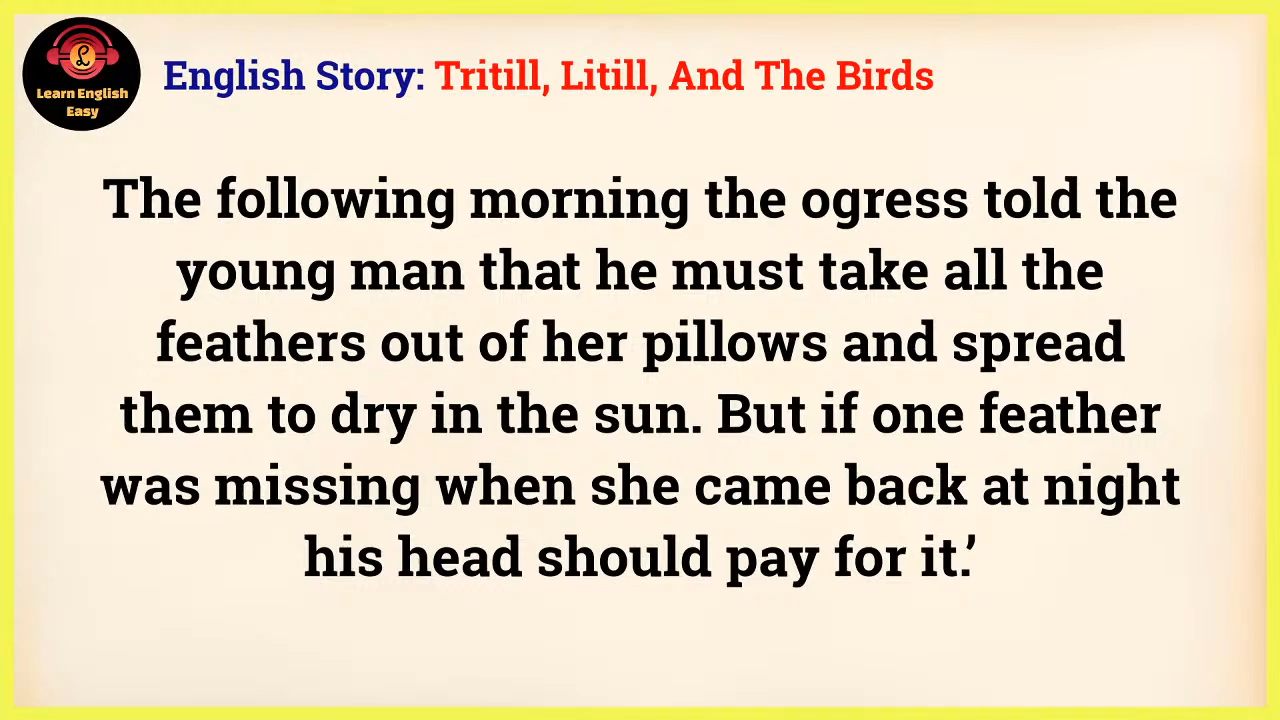 Learn English
Easy
English Story: Tritill, Litill, And The Birds
The following morning the ogress told the
young man that he must take all the
feathers out of her pillows and spread
them to dry in the sun. But if one feather
was missing when she came back at night
his head should pay for it.’